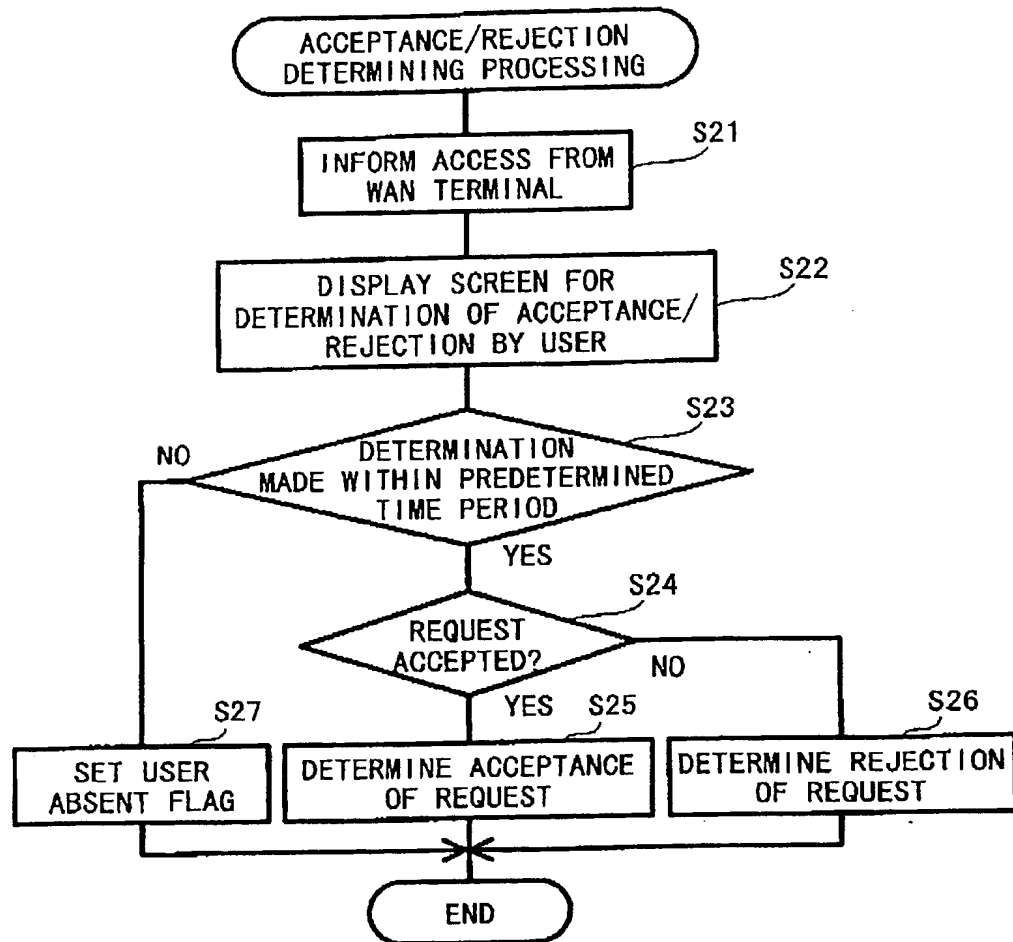 ACCEPTANCE/REJECTION
DETERMINING PROCESSING
S21
INFORM ACCESS FROM
WAN TERMINAL
S22
DISPLAY SCREEN FOR
DETERMINATION OF ACCEPTANCE/
REJECTION BY USER
S23
NO
DETERMINATION
MADE WITHIN PREDETERMINED
TIME PERIOD
YES
S24
REQUEST
ACCEPTED?
NO
YES
S27
SET USER
ABSENT FLAG
S25
DETERMINE ACCEPTANCE
OF REQUEST
S26
DETERMINE REJECTION
OF REQUEST
END